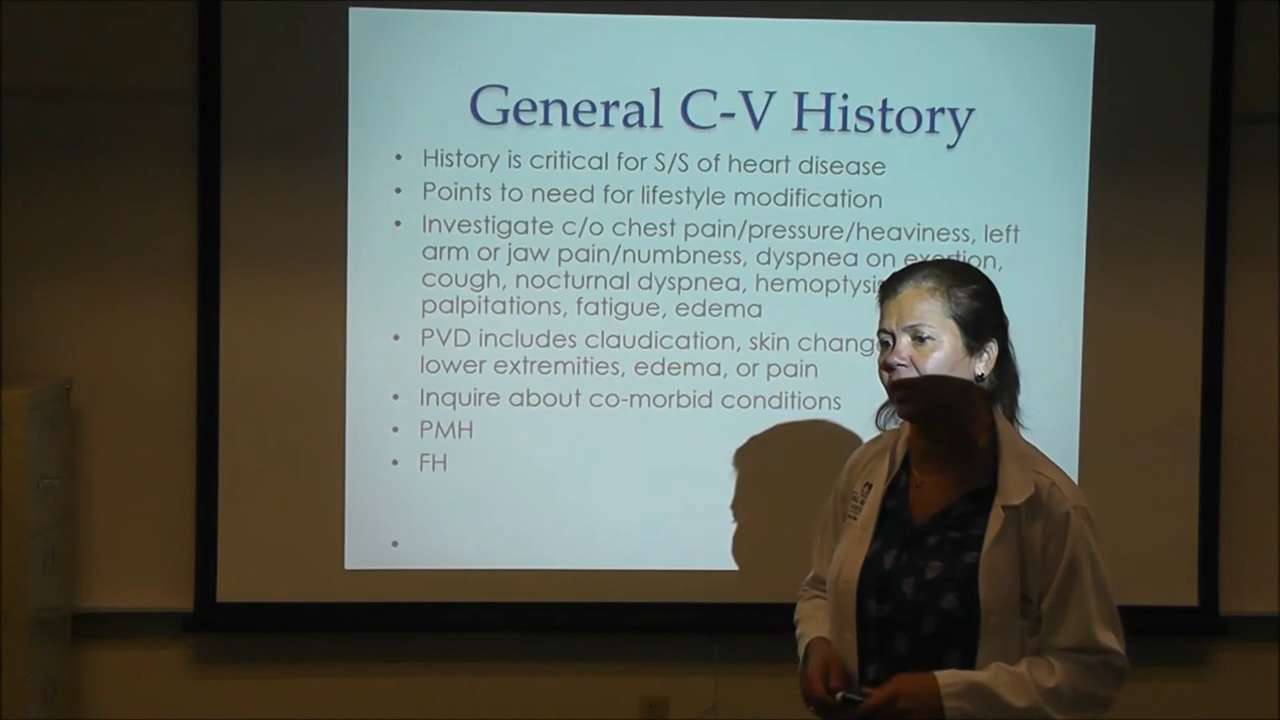 General C-V History
• History is critical for S/S of heart disease
• Points to need for lifestyle modification
• Investigate c/o chest pain/pressure/heaviness, left
arm or jaw pain/numbness, dyspnea on exertion,
cough, nocturnal dyspnea, hemoptysis
palpitations, fatigue, edema
• PVD includes claudication, skin
lower extremities, edema, or pain
• Inquire about co-morbid conditions
• PMH
• FH
•